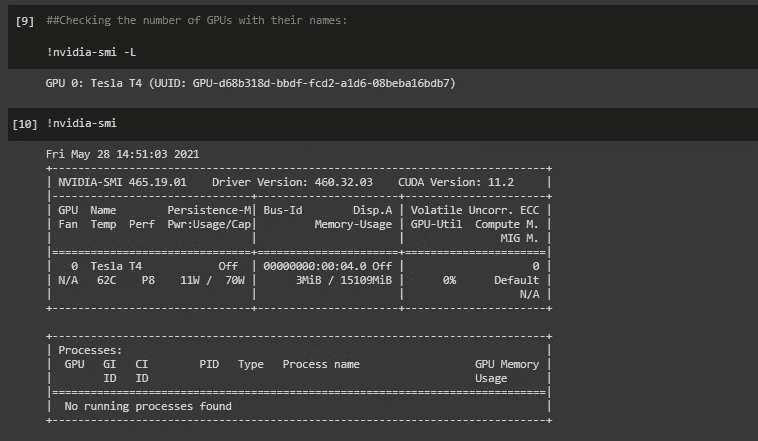 [9] ##Checking the number of GPUs with their names:
!nvidia-smi -L
GPU 0: Tesla T4 (UUID: GPU-d68b318d-bbdf-fcd2-a1d6-08beba16bdb7)
[10] !nvidia-smi
Fri May 28 14:51:03 2021
+-----------------------------------------------------------------------------+
| NVIDIA-SMI 465.19.01    Driver Version: 460.32.03    CUDA Version: 11.2     |
|-------------------------------+----------------------+----------------------+
| GPU  Name        Persistence-M| Bus-Id        Disp.A | Volatile Uncorr. ECC |
| Fan  Temp  Perf  Pwr:Usage/Cap|         Memory-Usage | GPU-Util  Compute M. |
|                               |                      |               MIG M. |
|===============================+======================+======================|
|   0  Tesla T4            Off  | 00000000:00:04.0 Off |                    0 |
| N/A   62C    P8    11W /  70W |      3MiB / 15109MiB |      0%      Default |
|                               |                      |                  N/A |
+-------------------------------+----------------------+----------------------+
+-----------------------------------------------------------------------------+
| Processes:                                                                  |
|  GPU   GI   CI        PID   Type   Process name                  GPU Memory |
|        ID   ID                                                   Usage      |
|=============================================================================|
|  No running processes found                                                 |
+-----------------------------------------------------------------------------+